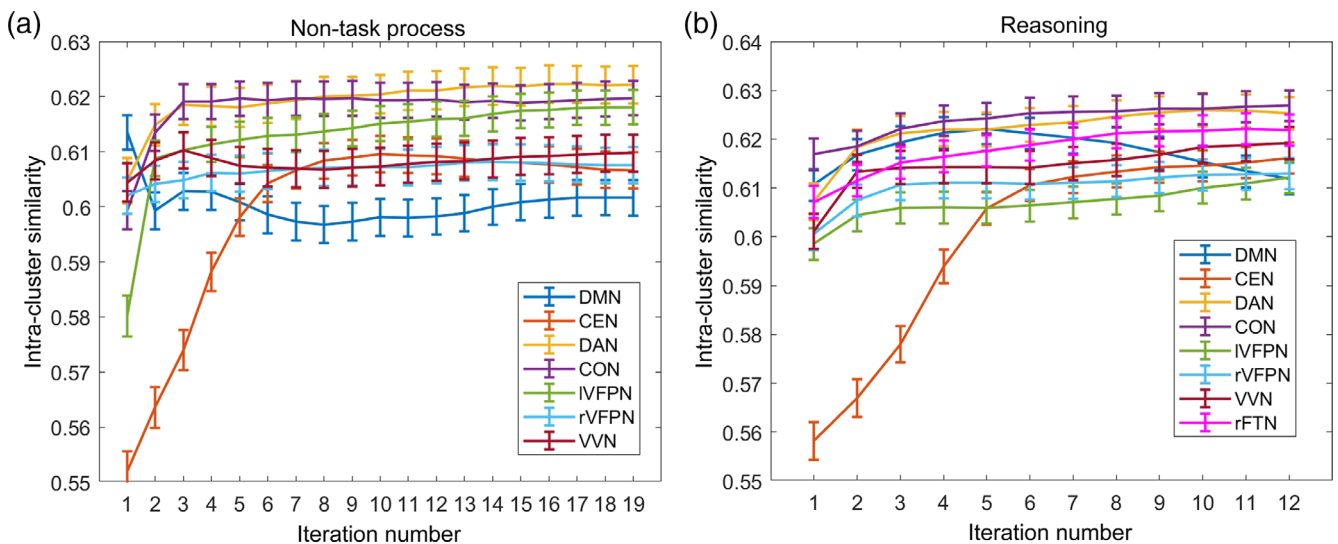 (a)
Non-task process
Intra-cluster similarity
0.63
0.62
0.61
0.6
0.59
0.58
0.57
0.56
0.55
DMN
CEN
DAN
CON
lVFPN
rVFPN
VVN
1 2 3 4 5 6 7 8 9 10 11 12 13 14 15 16 17 18 19
Iteration number
(b)
Reasoning
Intra-cluster similarity
0.64
0.63
0.62
0.61
0.6
0.59
0.58
0.57
0.56
0.55
DMN
CEN
DAN
CON
lVFPN
rVFPN
VVN
rFTN
1 2 3 4 5 6 7 8 9 10 11 12
Iteration number